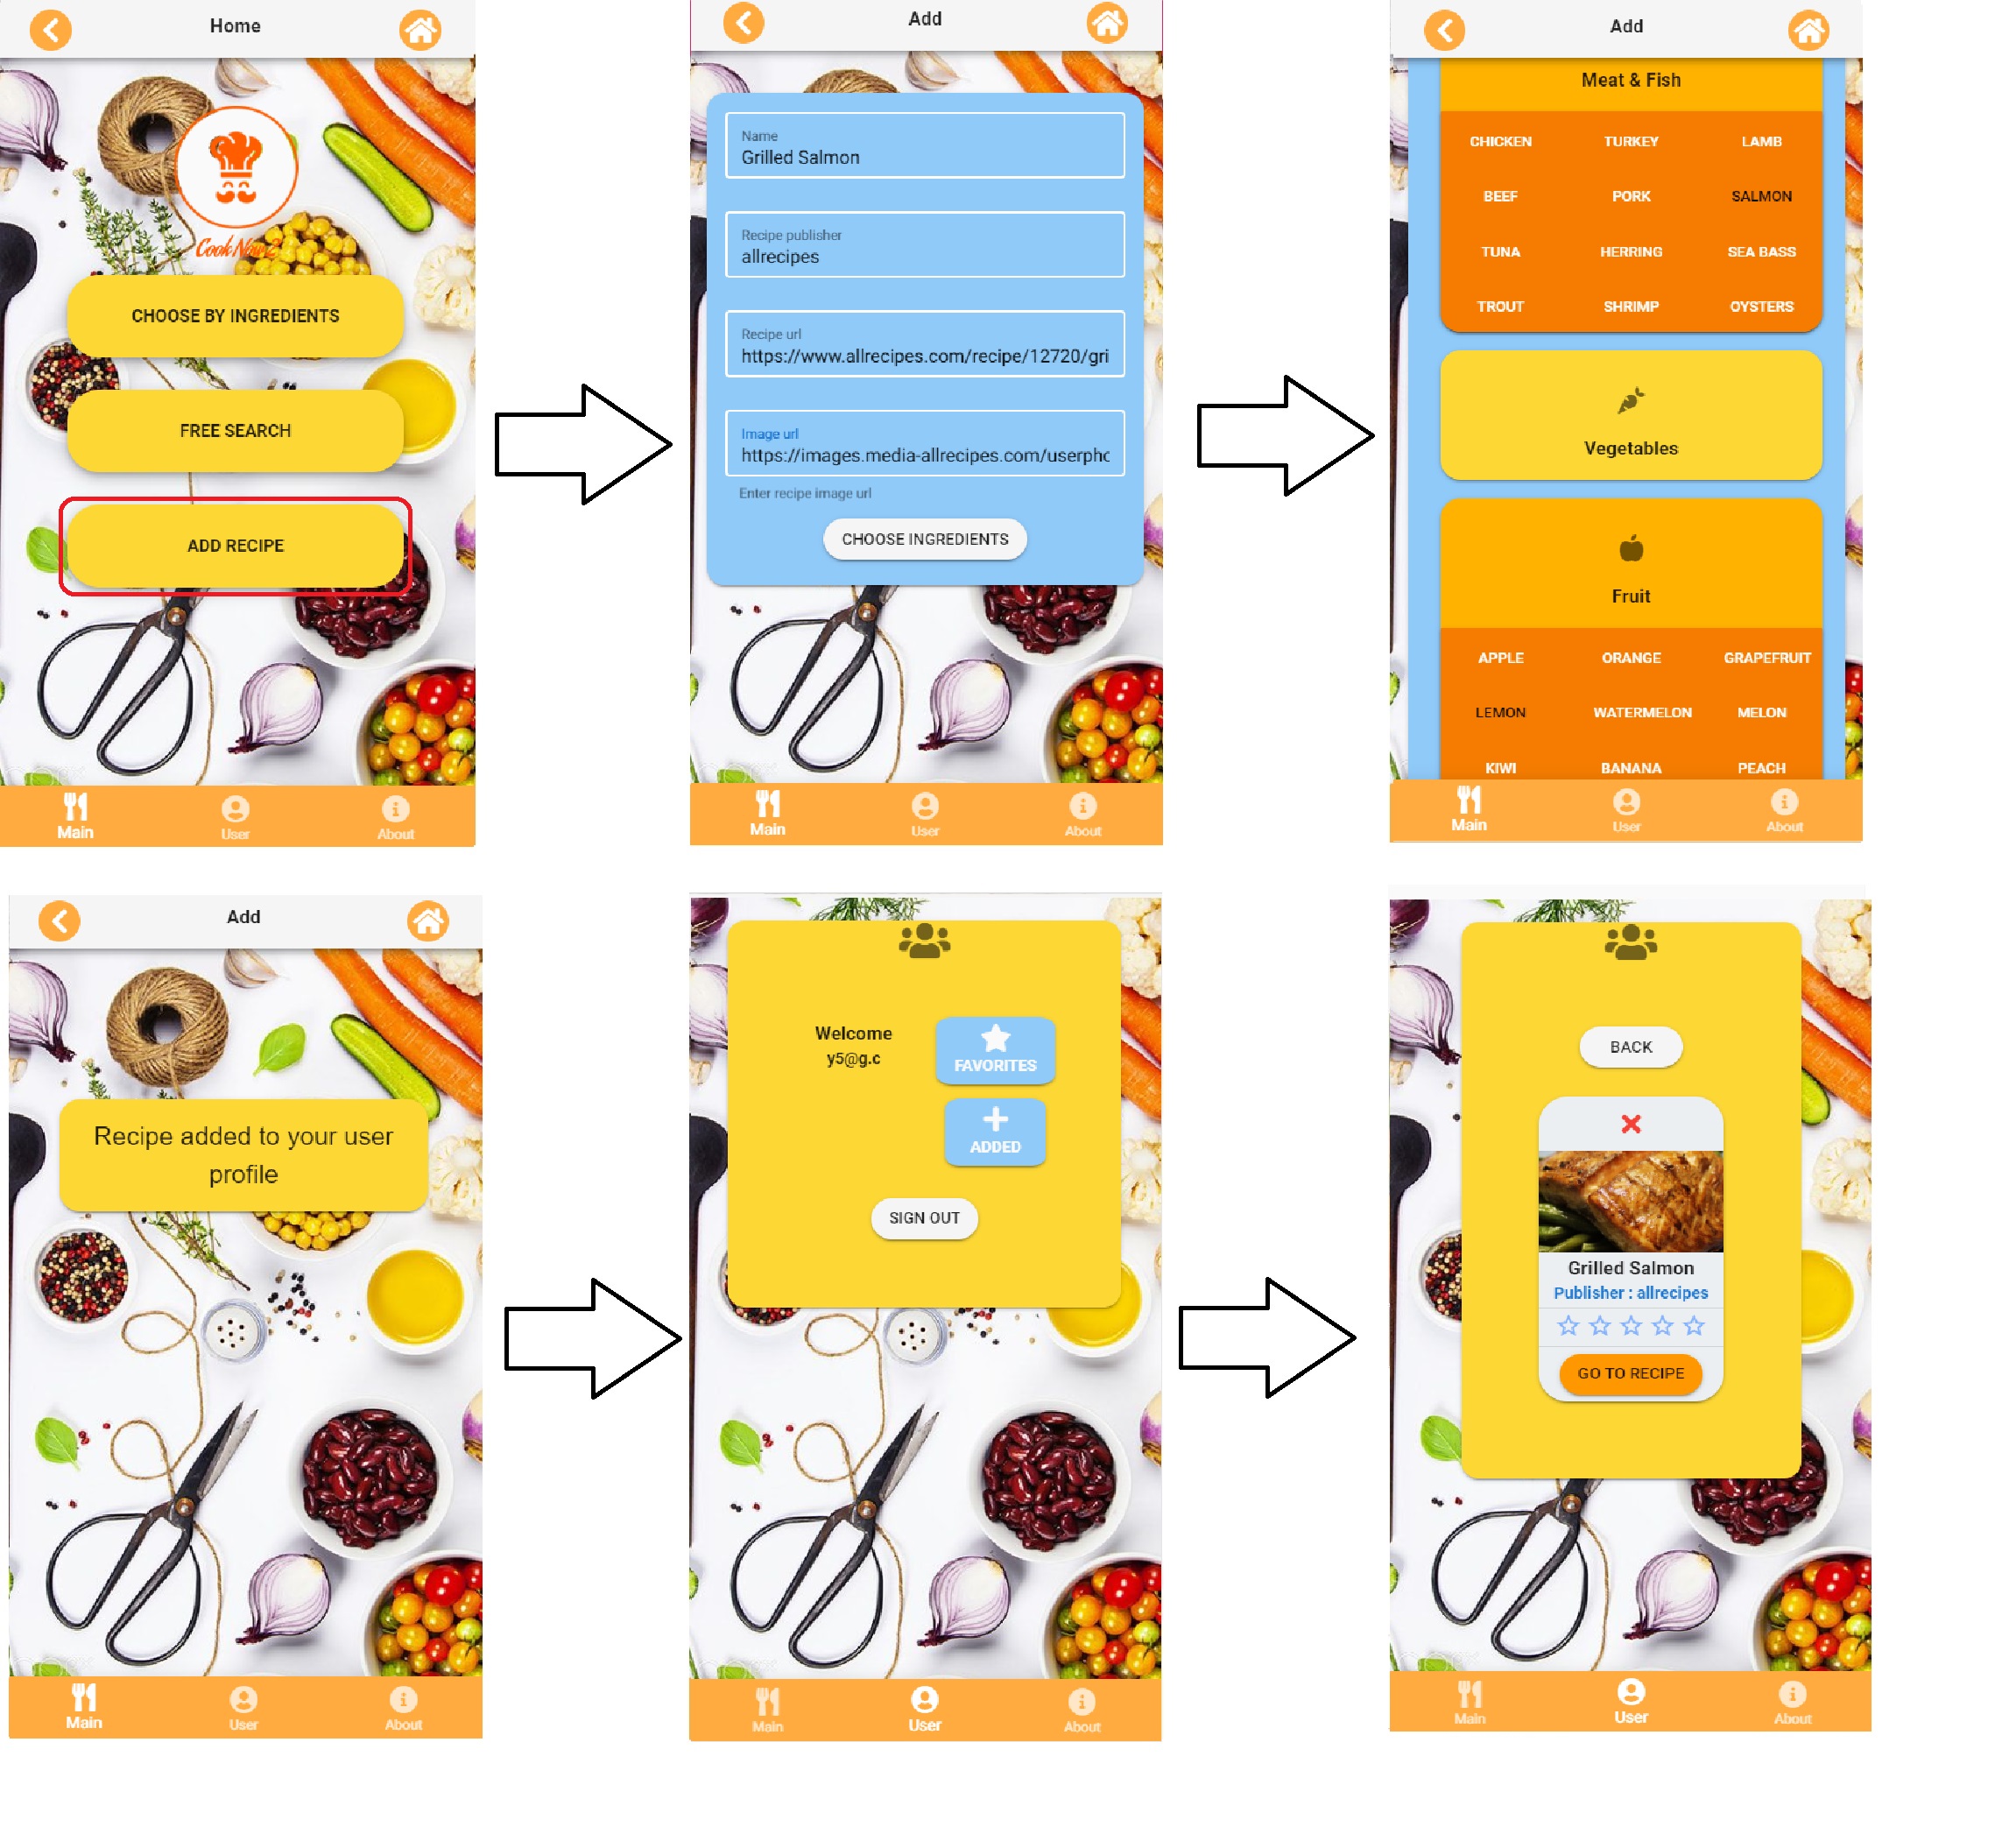 Home
CookNowZ
CHOOSE BY INGREDIENTS
FREE SEARCH
ADD RECIPE
Main
User
About
Add
Name
Grilled Salmon
Recipe publisher
allrecipes
Recipe url
https://www.allrecipes.com/recipe/12720/gri
Image url
https://images.media-allrecipes.com/userphc
Enter recipe image url
CHOOSE INGREDIENTS
Main
User
About
Add
Meat & Fish
CHICKEN TURKEY LAMB
BEEF PORK SALMON
TUNA HERRING SEA BASS
TROUT SHRIMP OYSTERS
Vegetables
Fruit
APPLE ORANGE GRAPEFRUIT
LEMON WATERMELON MELON
KIWI BANANA PEACH
Main
User
About
Add
Recipe added to your user
profile
Main
User
About
Welcome
y5@g.c
FAVORITES
ADDED
SIGN OUT
Main
User
About
BACK
Grilled Salmon
Publisher : allrecipes
GO TO RECIPE
Main
User
About